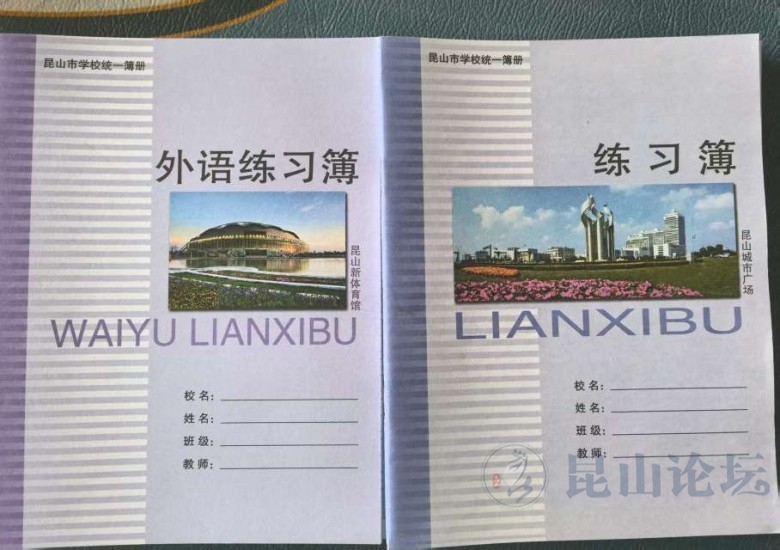 昆山市学校统一簿册
外语练习簿
昆山新体育馆
WAIYU LIANXIBU
校名：
姓名：
班级：
教师：
昆山市学校统一簿册
练习簿
昆山城市广场
LIANXIBU
校名：
姓名：
班级：
教师：
昆山论坛